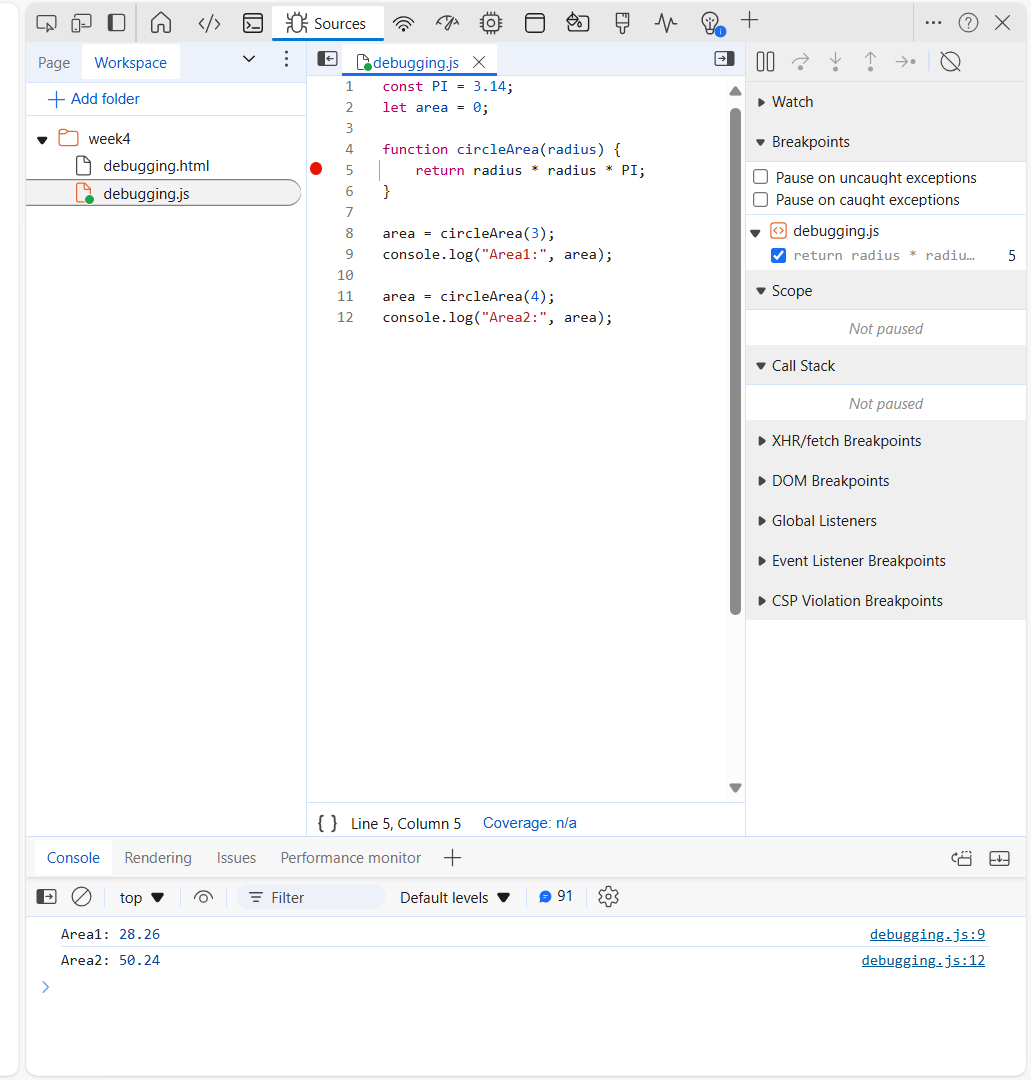 Sources
Page
Workspace
Add folder
week4
debugging.html
debugging.js
debugging.js
1 const PI = 3.14;
2 let area = 0;
3
4 function circleArea(radius) {
5 return radius * radius * PI;
6 }
7
8 area = circleArea(3);
9 console.log("Area1:", area);
10
11 area = circleArea(4);
12 console.log("Area2:", area);
{ } Line 5, Column 5 Coverage: n/a
Watch
Breakpoints
Pause on uncaught exceptions
Pause on caught exceptions
debugging.js
return radius * radiu… 5
Scope
Not paused
Call Stack
Not paused
XHR/fetch Breakpoints
DOM Breakpoints
Global Listeners
Event Listener Breakpoints
CSP Violation Breakpoints
Console Rendering Issues Performance monitor
top Filter Default levels 91
Area1: 28.26 debugging.js:9
Area2: 50.24 debugging.js:12